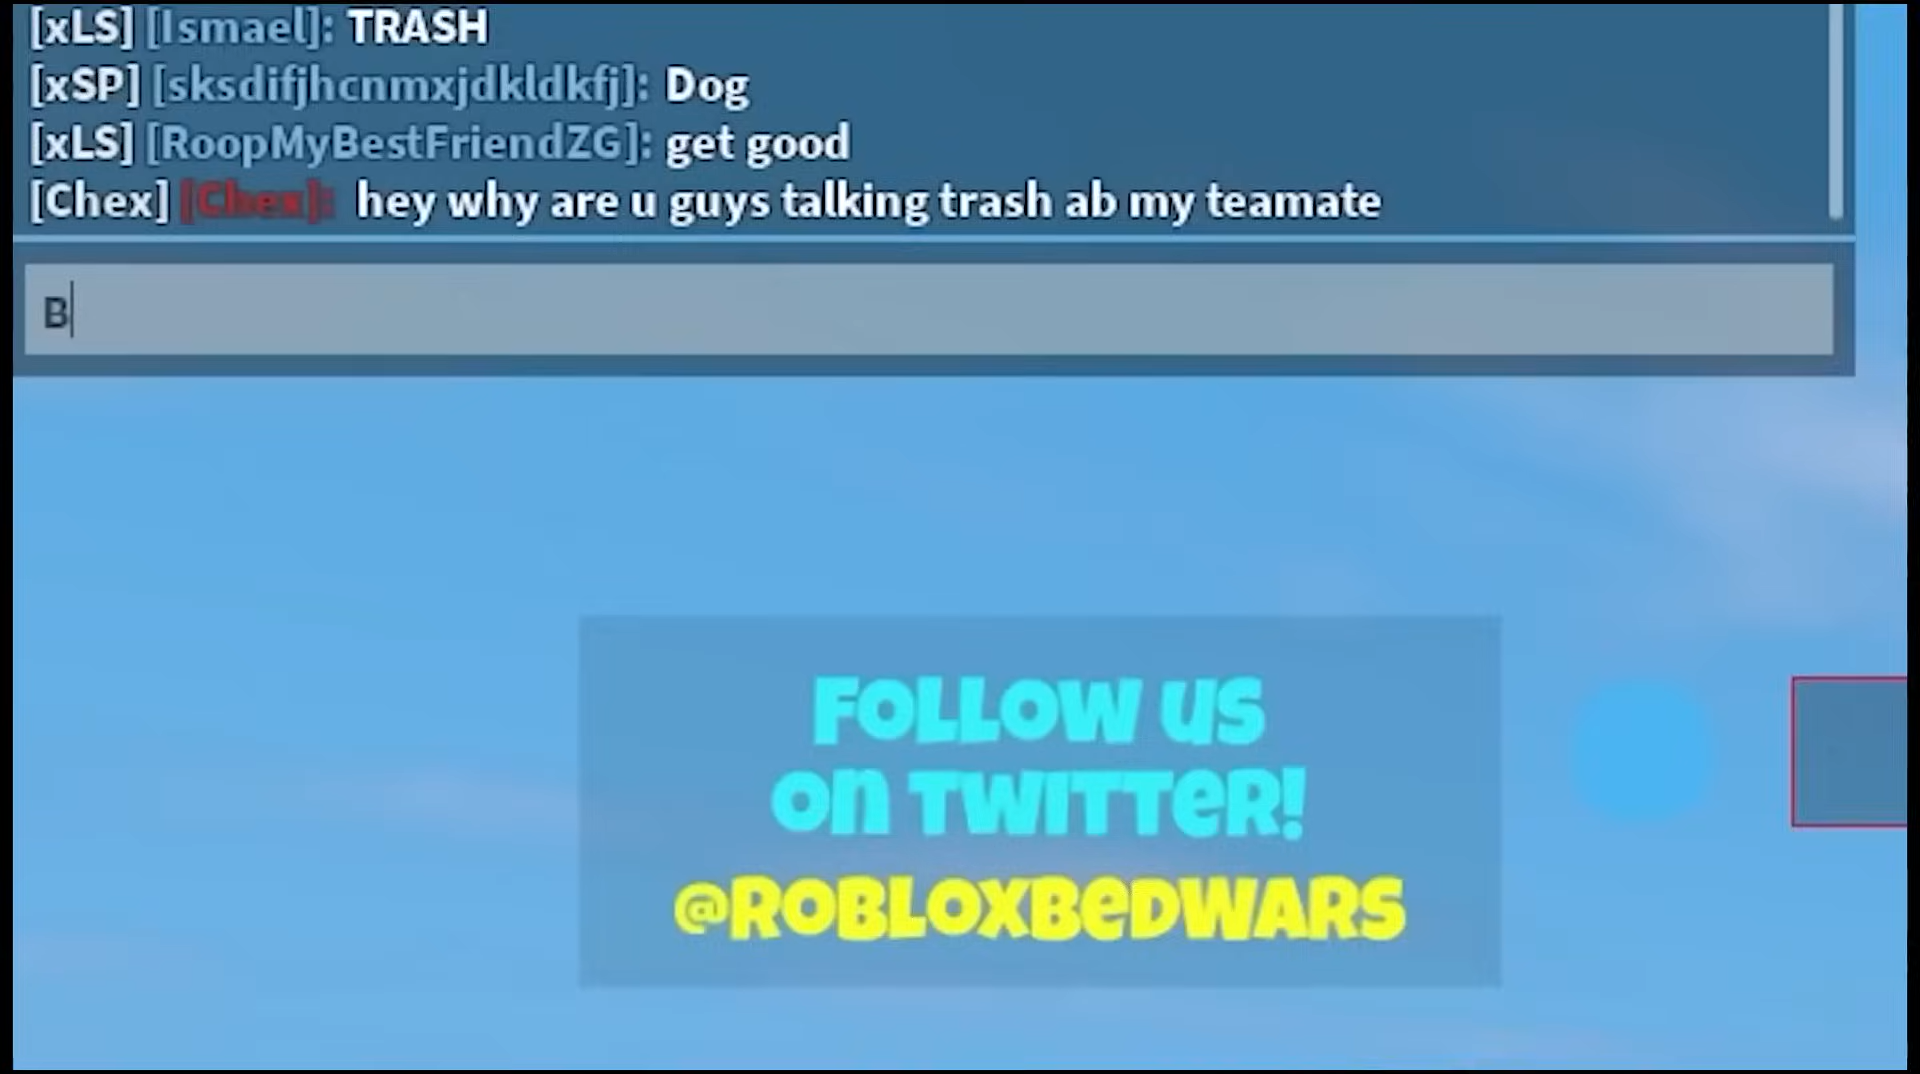 [xLS] [Ismael]: TRASH
[xSP] [sksdifjhcnmxjdkldkfj]: Dog
[xLS] [RoopMyBestFriendZG]: get good
[Chex] [Chex]: hey why are u guys talking trash ab my teamate
B
FOLLOW US
ON TWITTER!
@ROBLOXBEDWARS